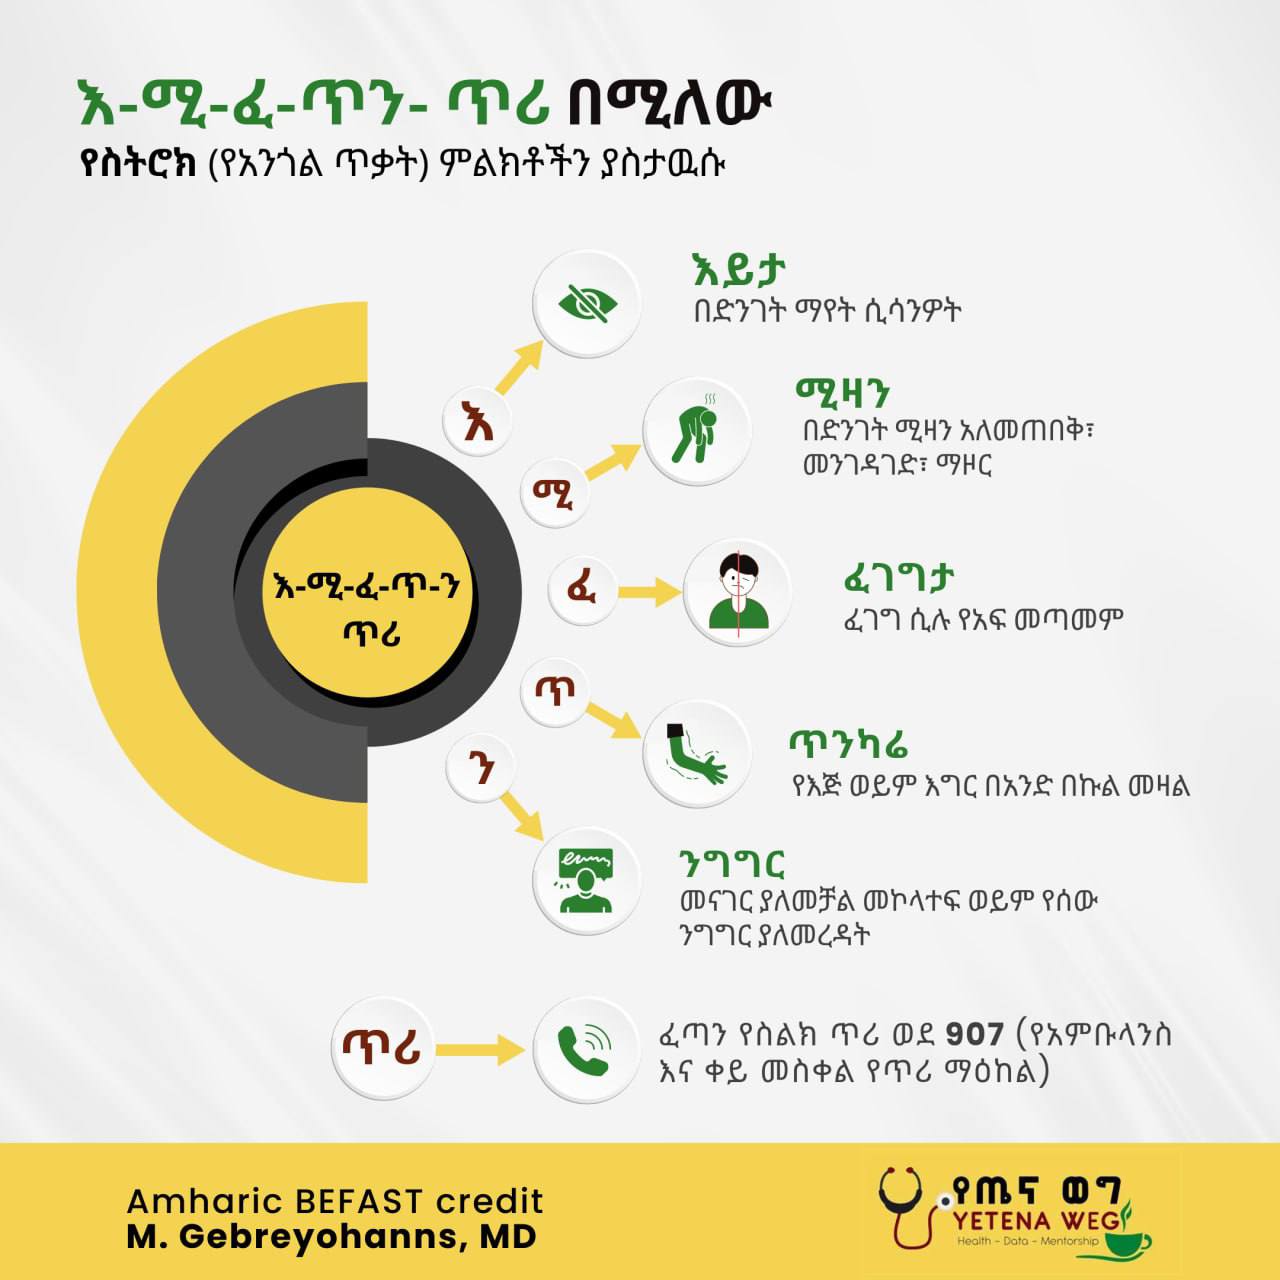 እ-ሚ-ፈ-ጥን- ጥሪ በሚለው
የስትሮክ (የአንጎል ጥቃት) ምልክቶችን ያስታዉሱ
እይታ
በድንገት ማየት ሲሳንዎት
እ
ሚዛን
በድንገት ሚዛን አለመጠበቅ፣
መንገዳገድ፣ ማዞር
ሚ
ፈገግታ
ፈገግ ሲሉ የአፍ መጣመም
ፈ
እ-ሚ-ፈ-ጥ-ን
ጥሪ
ጥ
ጥንካሬ
የእጅ ወይም እግር በአንድ በኩል መዛል
ን
ንግግር
መናገር ያለመቻል መኮላተፍ ወይም የሰው
ንግግር ያለመረዳት
ጥሪ
ፈጣን የስልክ ጥሪ ወደ 907 (የአምቡላንስ
እና ቀይ መስቀል የጥሪ ማዕከል)
Amharic BEFAST credit
M. Gebreyohanns, MD
የጤና ወግ
YETENA WEG
Health - Data - Mentorship